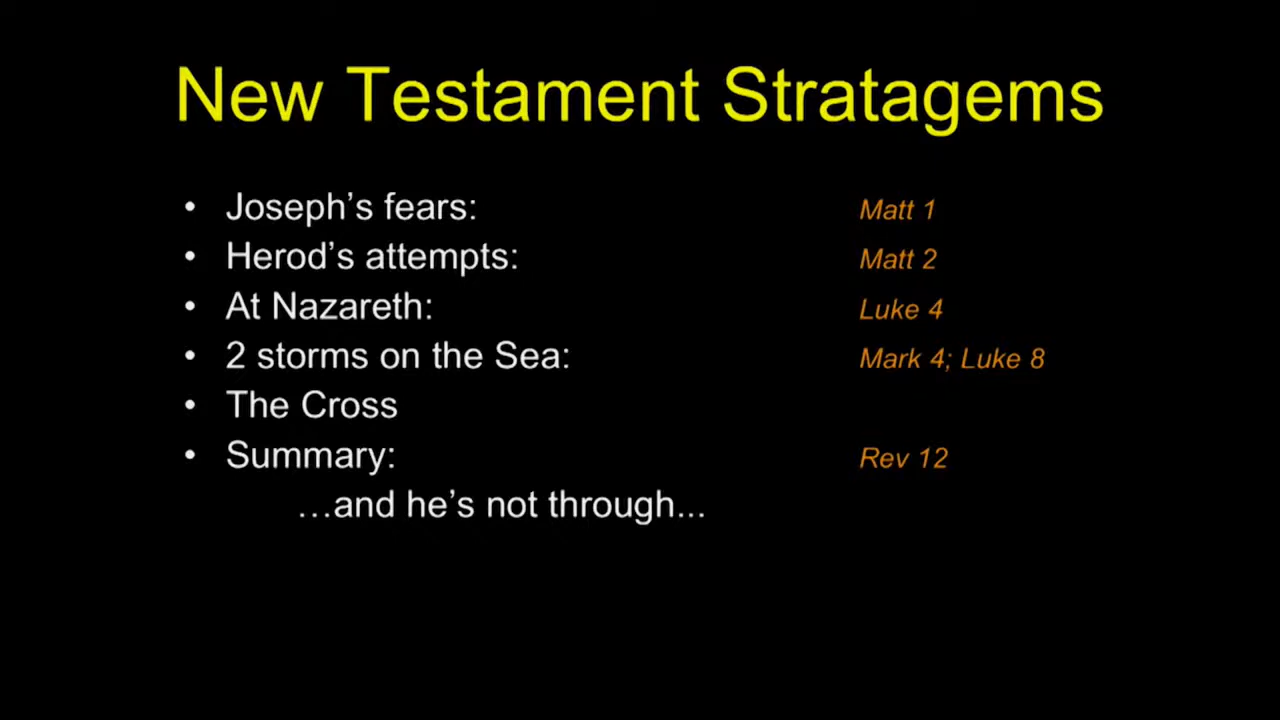 New Testament Stratagems
• Joseph’s fears: Matt 1
• Herod’s attempts: Matt 2
• At Nazareth: Luke 4
• 2 storms on the Sea: Mark 4; Luke 8
• The Cross
• Summary: Rev 12
…and he’s not through...